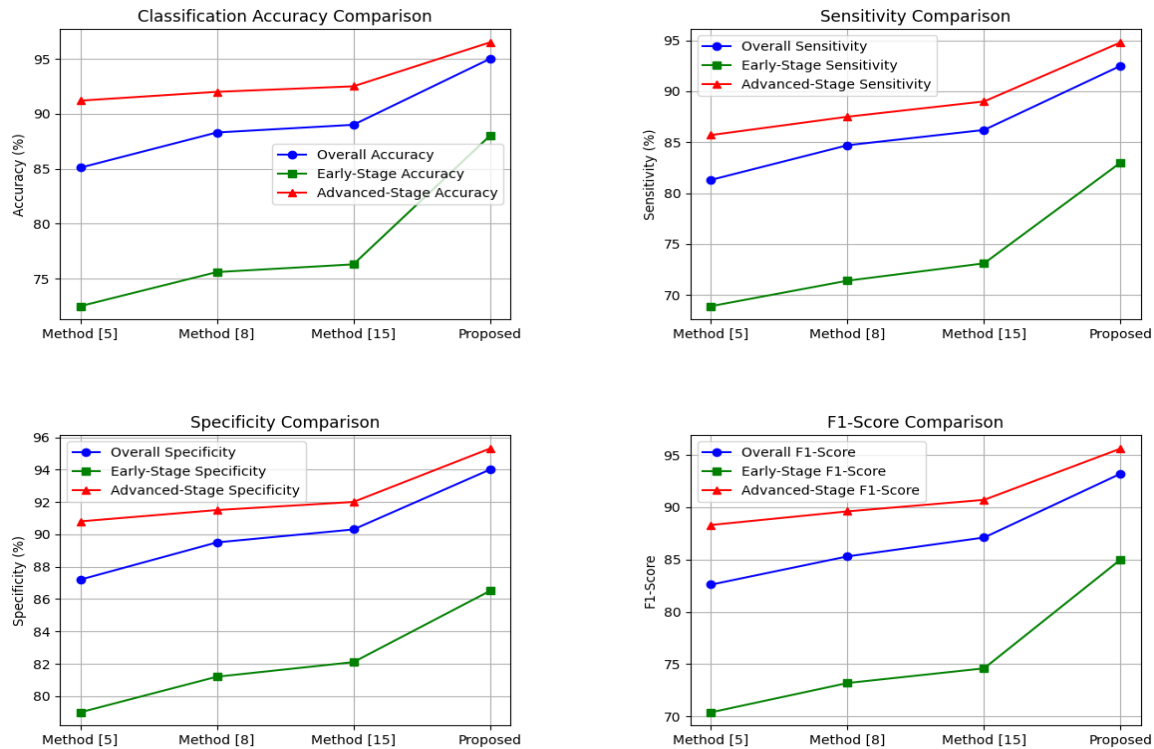 Classification Accuracy Comparison
Accuracy (%)
95
90
85
80
75
Overall Accuracy
Early-Stage Accuracy
Advanced-Stage Accuracy
Method [5] Method [8] Method [15] Proposed
Sensitivity Comparison
Sensitivity (%)
95
90
85
80
75
70
Overall Sensitivity
Early-Stage Sensitivity
Advanced-Stage Sensitivity
Method [5] Method [8] Method [15] Proposed
Specificity Comparison
Specificity (%)
96
94
92
90
88
86
84
82
80
Overall Specificity
Early-Stage Specificity
Advanced-Stage Specificity
Method [5] Method [8] Method [15] Proposed
F1-Score Comparison
F1-Score
95
90
85
80
75
70
Overall F1-Score
Early-Stage F1-Score
Advanced-Stage F1-Score
Method [5] Method [8] Method [15] Proposed